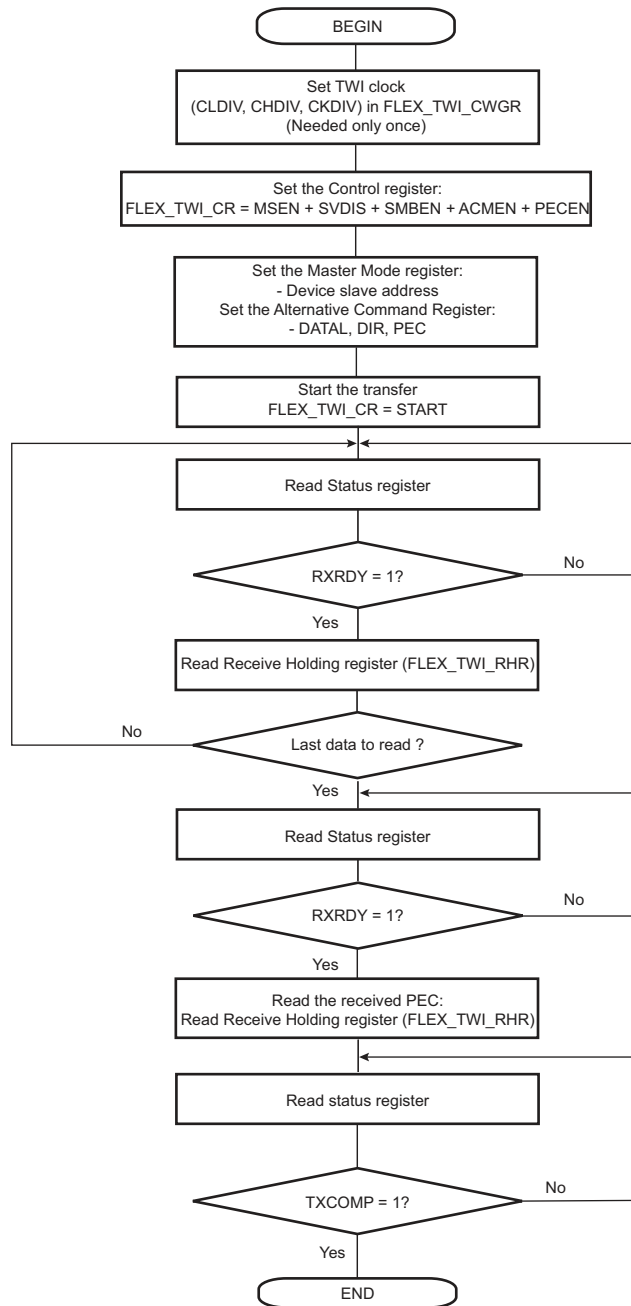 BEGIN
Set TWI clock
(CLDIV, CHDIV, CKDIV) in FLEX_TWI_CWGR
(Needed only once)
Set the Control register:
FLEX_TWI_CR = MSEN + SVDIS + SMBEN + ACMEN + PECEN
Set the Master Mode register:
- Device slave address
Set the Alternative Command Register:
- DATAL, DIR, PEC
Start the transfer
FLEX_TWI_CR = START
Read Status register
RXRDY = 1?
No
Yes
Read Receive Holding register (FLEX_TWI_RHR)
No
Last data to read ?
Yes
Read Status register
RXRDY = 1?
No
Yes
Read the received PEC:
Read Receive Holding register (FLEX_TWI_RHR)
Read status register
TXCOMP = 1?
No
Yes
END